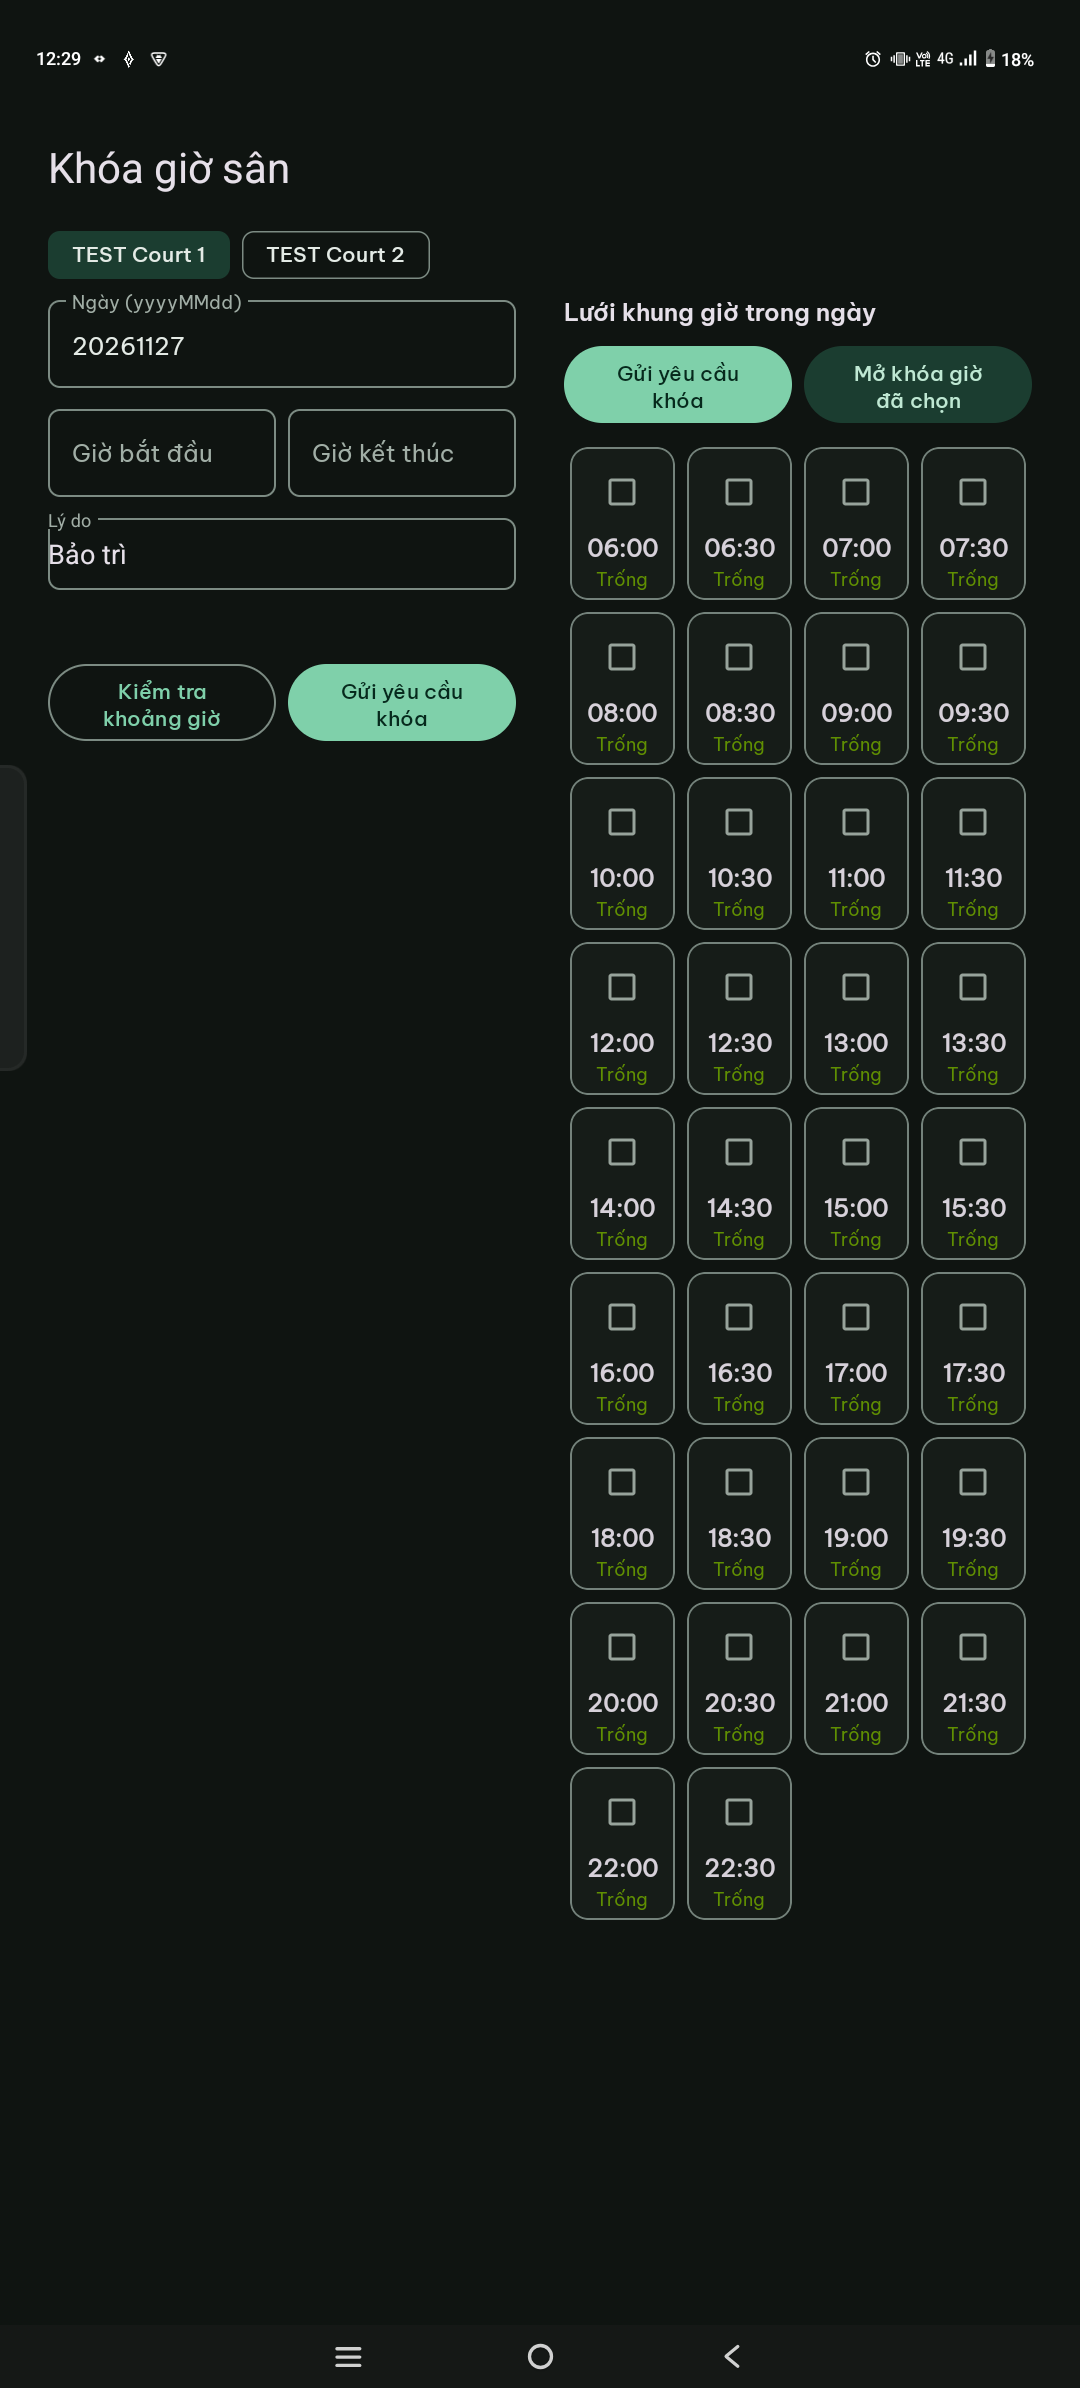 12:29
4G 18%
Khóa giờ sân
TEST Court 1 TEST Court 2
Ngày (yyyyMMdd)
20261127
Giờ bắt đầu Giờ kết thúc
Lý do
Bảo trì
Kiểm tra
khoảng giờ
Gửi yêu cầu
khóa
Lưới khung giờ trong ngày
Gửi yêu cầu
khóa
Mở khóa giờ
đã chọn
06:00 06:30 07:00 07:30
Trống Trống Trống Trống
08:00 08:30 09:00 09:30
Trống Trống Trống Trống
10:00 10:30 11:00 11:30
Trống Trống Trống Trống
12:00 12:30 13:00 13:30
Trống Trống Trống Trống
14:00 14:30 15:00 15:30
Trống Trống Trống Trống
16:00 16:30 17:00 17:30
Trống Trống Trống Trống
18:00 18:30 19:00 19:30
Trống Trống Trống Trống
20:00 20:30 21:00 21:30
Trống Trống Trống Trống
22:00 22:30
Trống Trống